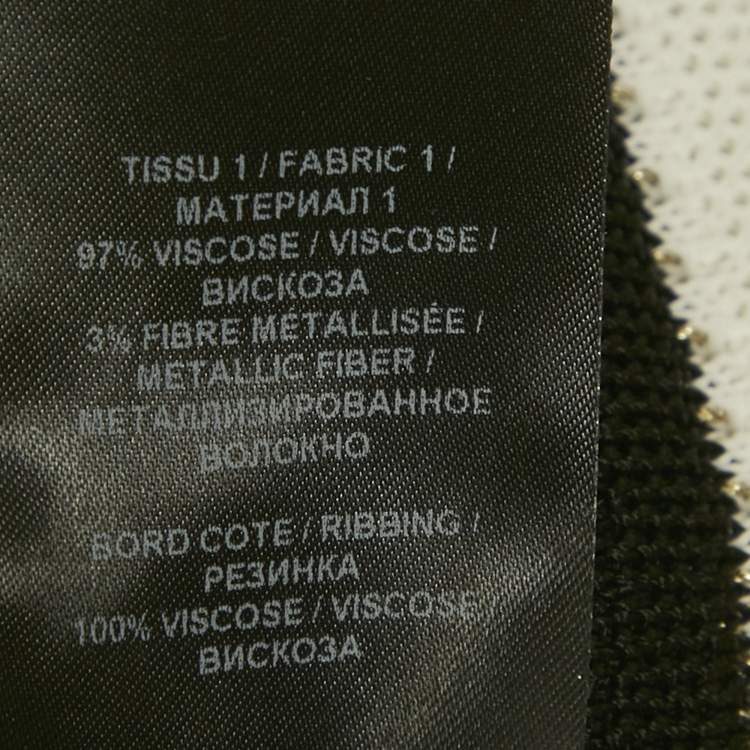 TISSU 1 / FABRIC 1 /
МАТЕРИАЛ 1
97% VISCOSE / VISCOSE /
ВИСКОЗА
3% FIBRE METALLISÉE /
METALLIC FIBER /
МЕТАЛЛИЗИРОВАННОЕ
ВОЛОКНО
BORD COTE / RIBBING /
РЕЗИНКА
100% VISCOSE / VISCOSE /
ВИСКОЗА